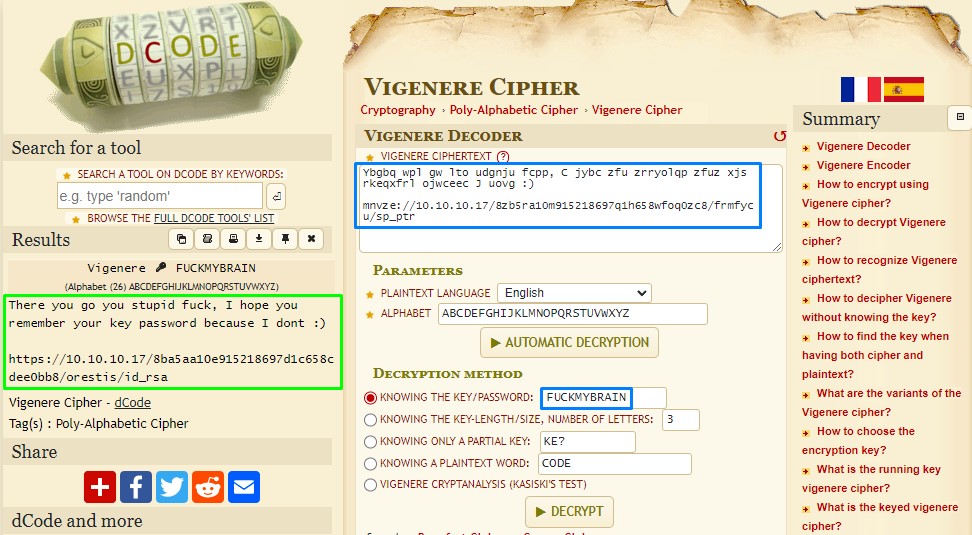 DCODE
Search for a tool
SEARCH A TOOL ON DCODE BY KEYWORDS:
e.g. type 'random'
BROWSE THE FULL DCODE TOOLS' LIST
Results
Vigenere FUCKMYBRAIN
(Alphabet (26) ABCDEFGHIJKLMNOPQRSTUVWXYZ)
There you go you stupid fuck, I hope you
remember your key password because I dont :)
https://10.10.10.17/8ba5aa10e915218697d1c658c
dee0bb8/orestis/id_rsa
Vigenere Cipher - dCode
Tag(s) : Poly-Alphabetic Cipher
Share
dCode and more
VIGENERE CIPHER
Cryptography › Poly-Alphabetic Cipher › Vigenere Cipher
VIGENERE DECODER
VIGENERE CIPHERTEXT (?)
Ybgbq wpl gw lto udgnju fcpp, C jybc zfu zrryolqp zfuz xjs
rkeqxfrl ojwceec J uovg :)
mnvze://10.10.10.17/8zb5ra10m915218697q1h658wfoq0zc8/frmfyc
u/sp_ptr
PARAMETERS
PLAINTEXT LANGUAGE English
ALPHABET ABCDEFGHIJKLMNOPQRSTUVWXYZ
▶ AUTOMATIC DECRYPTION
DECRYPTION METHOD
KNOWING THE KEY/PASSWORD: FUCKMYBRAIN
KNOWING THE KEY-LENGTH/SIZE, NUMBER OF LETTERS: 3
KNOWING ONLY A PARTIAL KEY: KE?
KNOWING A PLAINTEXT WORD: CODE
VIGENERE CRYPTANALYSIS (KASISKI'S TEST)
▶ DECRYPT
Summary
Vigenere Decoder
Vigenere Encoder
How to encrypt using
Vigenere cipher?
How to decrypt Vigenere
cipher?
How to recognize Vigenere
ciphertext?
How to decipher Vigenere
without knowing the key?
How to find the key when
having both cipher and
plaintext?
What are the variants of the
Vigenere cipher?
How to choose the
encryption key?
What is the running key
vigenere cipher?
What is the keyed vigenere
cipher?